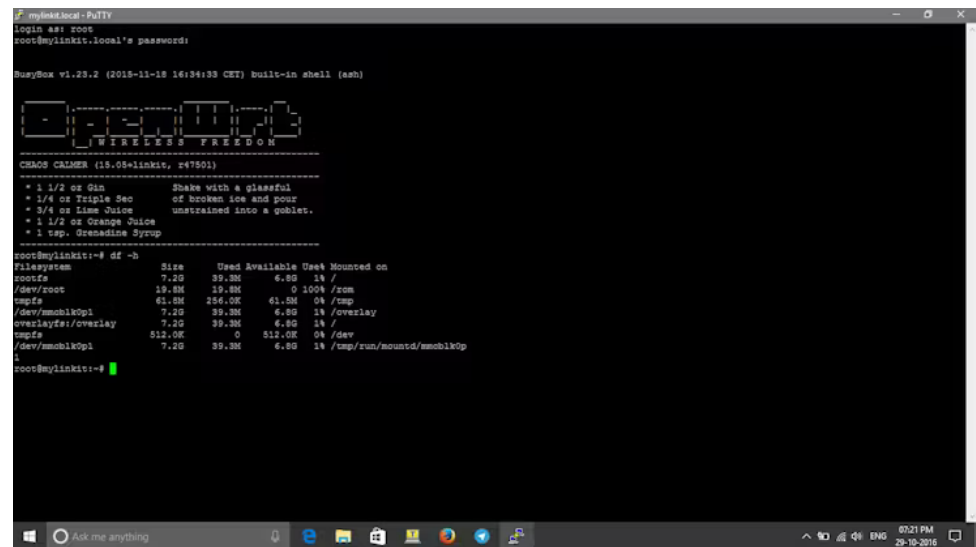 mylinkit.local - PuTTY
login as: root
root@mylinkit.local's password:
BusyBox v1.23.2 (2015-11-18 16:34:33 CET) built-in shell (ash)
OpenWrt
W I R E L E S S   F R E E D O M
CHAOS CALMER (15.05+linkit, r47501)
* 1 1/2 oz Gin Shake with a glassful
* 1/4 oz Triple Sec of broken ice and pour
* 3/4 oz Lime Juice unstrained into a goblet.
* 1 1/2 oz Orange Juice
* 1 tsp. Grenadine Syrup
root@mylinkit:~# df -h
Filesystem Size Used Available Use% Mounted on
rootfs 7.2G 39.3M 6.8G 1% /
/dev/root 19.8M 19.8M 0 100% /rom
tmpfs 61.8M 256.0K 61.5M 0% /tmp
/dev/mmcblk0p1 7.2G 39.3M 6.8G 1% /overlay
overlayfs:/overlay 7.2G 39.3M 6.8G 1% /
tmpfs 512.0K 0 512.0K 0% /dev
/dev/mmcblk0p1 7.2G 39.3M 6.8G 1% /tmp/run/mountd/mmcblk0p
1
root@mylinkit:~#
Ask me anything
ENG
07:21 PM
29-10-2016